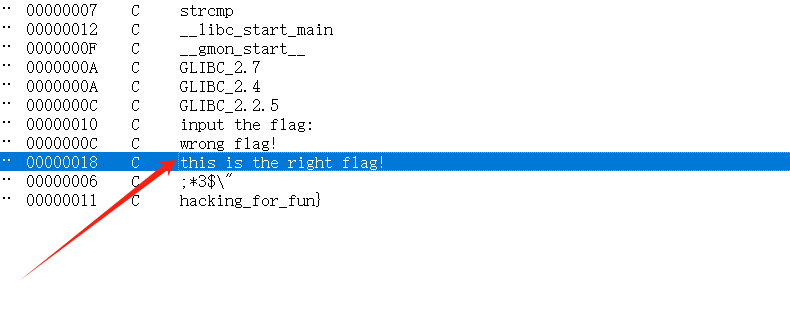 00000007 C strcmp
00000012 C __libc_start_main
0000000F C __gmon_start__
0000000A C GLIBC_2.7
0000000A C GLIBC_2.4
0000000C C GLIBC_2.2.5
00000010 C input the flag:
0000000C C wrong flag!
00000018 C this is the right flag!
00000006 C ;*3$\"
00000011 C hacking_for_fun}